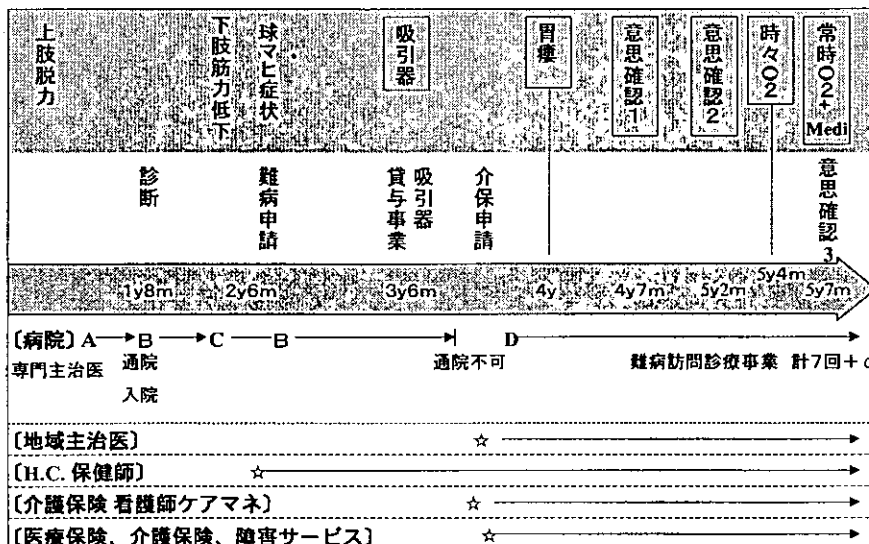 上肢脱力
下肢筋力低下
球マヒ症状
吸引器
胃瘻
意思確認1
意思確認2
時々O2
常時O2+
Medi
診断
難病申請
吸引器
貸与事業
介保申請
意思確認
3
1y8m 2y6m 3y6m 4y 4y7m 5y2m 5y4m 5y7m
〔病院〕A B C B D
専門主治医 通院 通院不可 難病訪問診療事業 計7回+α
入院
〔地域主治医〕 ☆
〔H.C. 保健師〕 ☆
〔介護保険 看護師ケアマネ〕 ☆
〔医療保険、介護保険、障害サービス〕 ☆